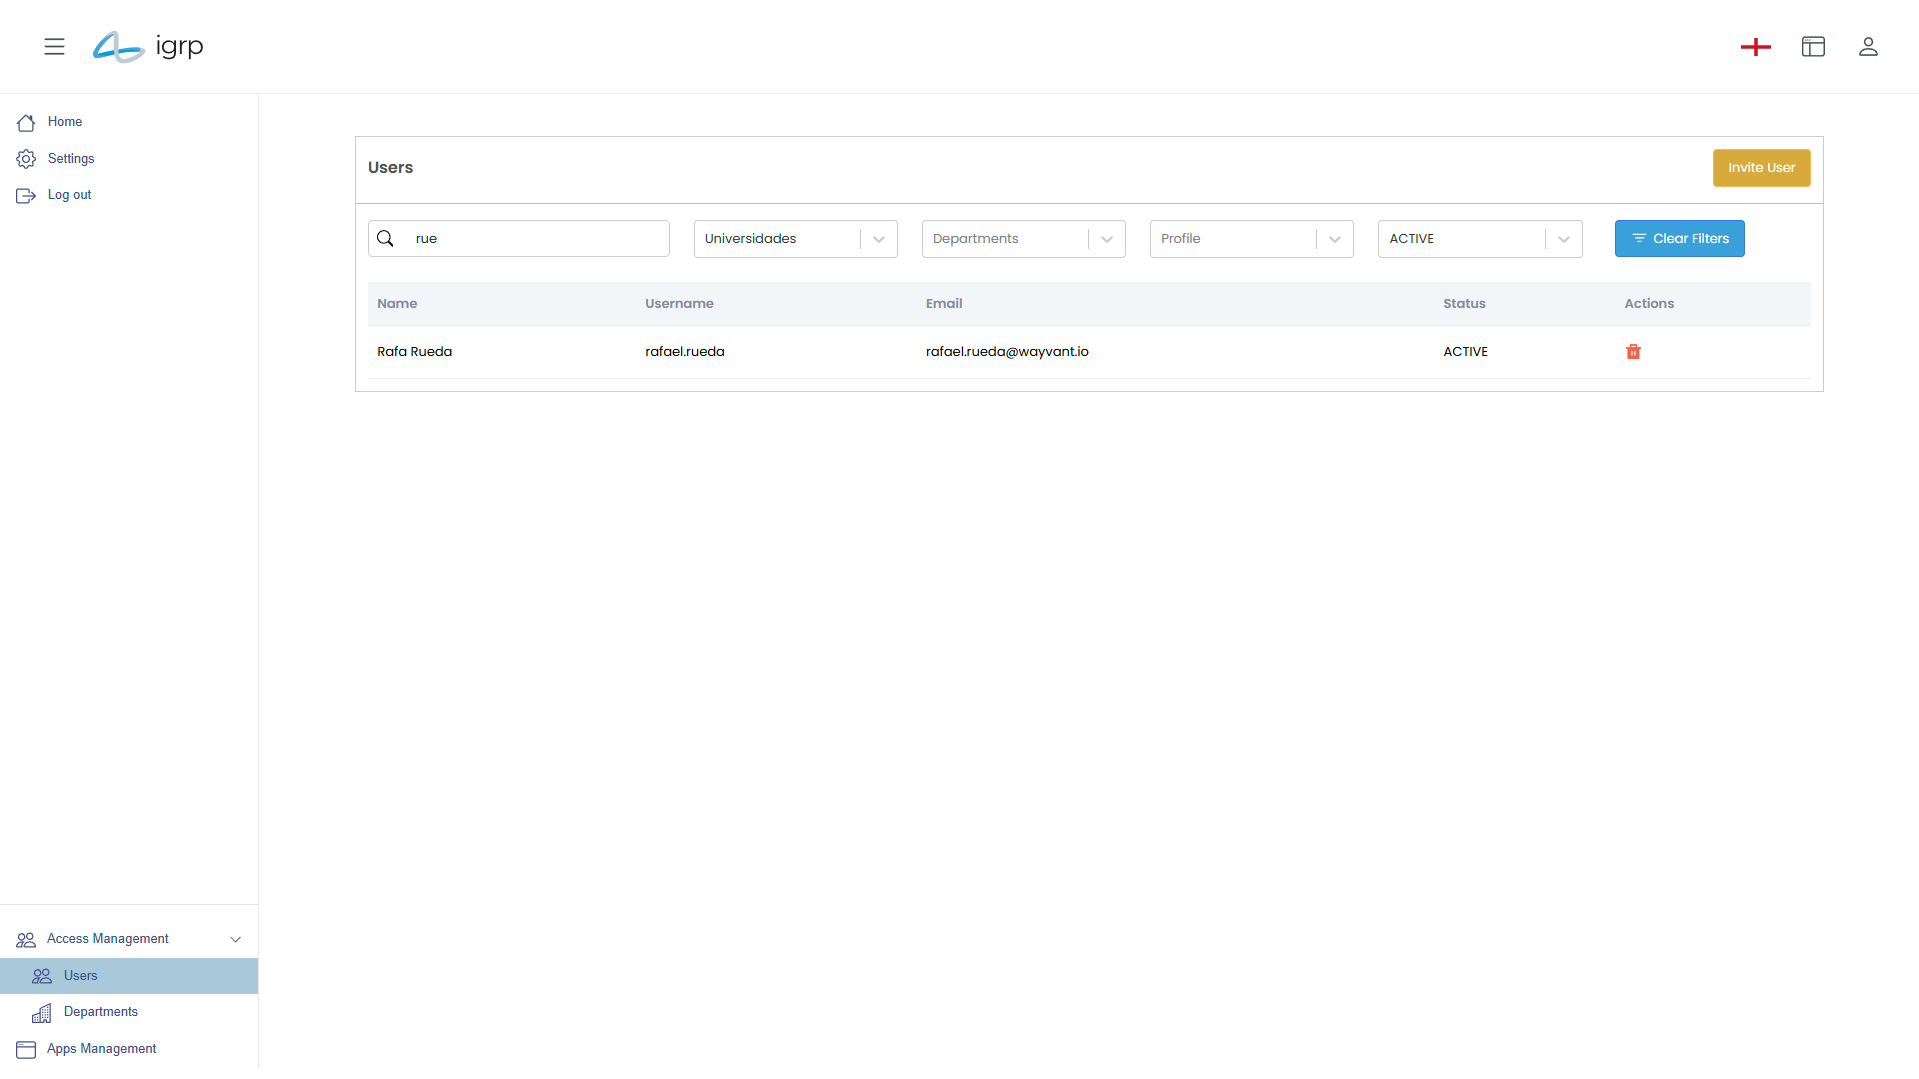 igrp
Home
Settings
Log out
Users
Invite User
rue
Universidades
Departments
Profile
ACTIVE
Clear Filters
Name Username Email Status Actions
Rafa Rueda rafael.rueda rafael.rueda@wayvant.io ACTIVE
Access Management
Users
Departments
Apps Management